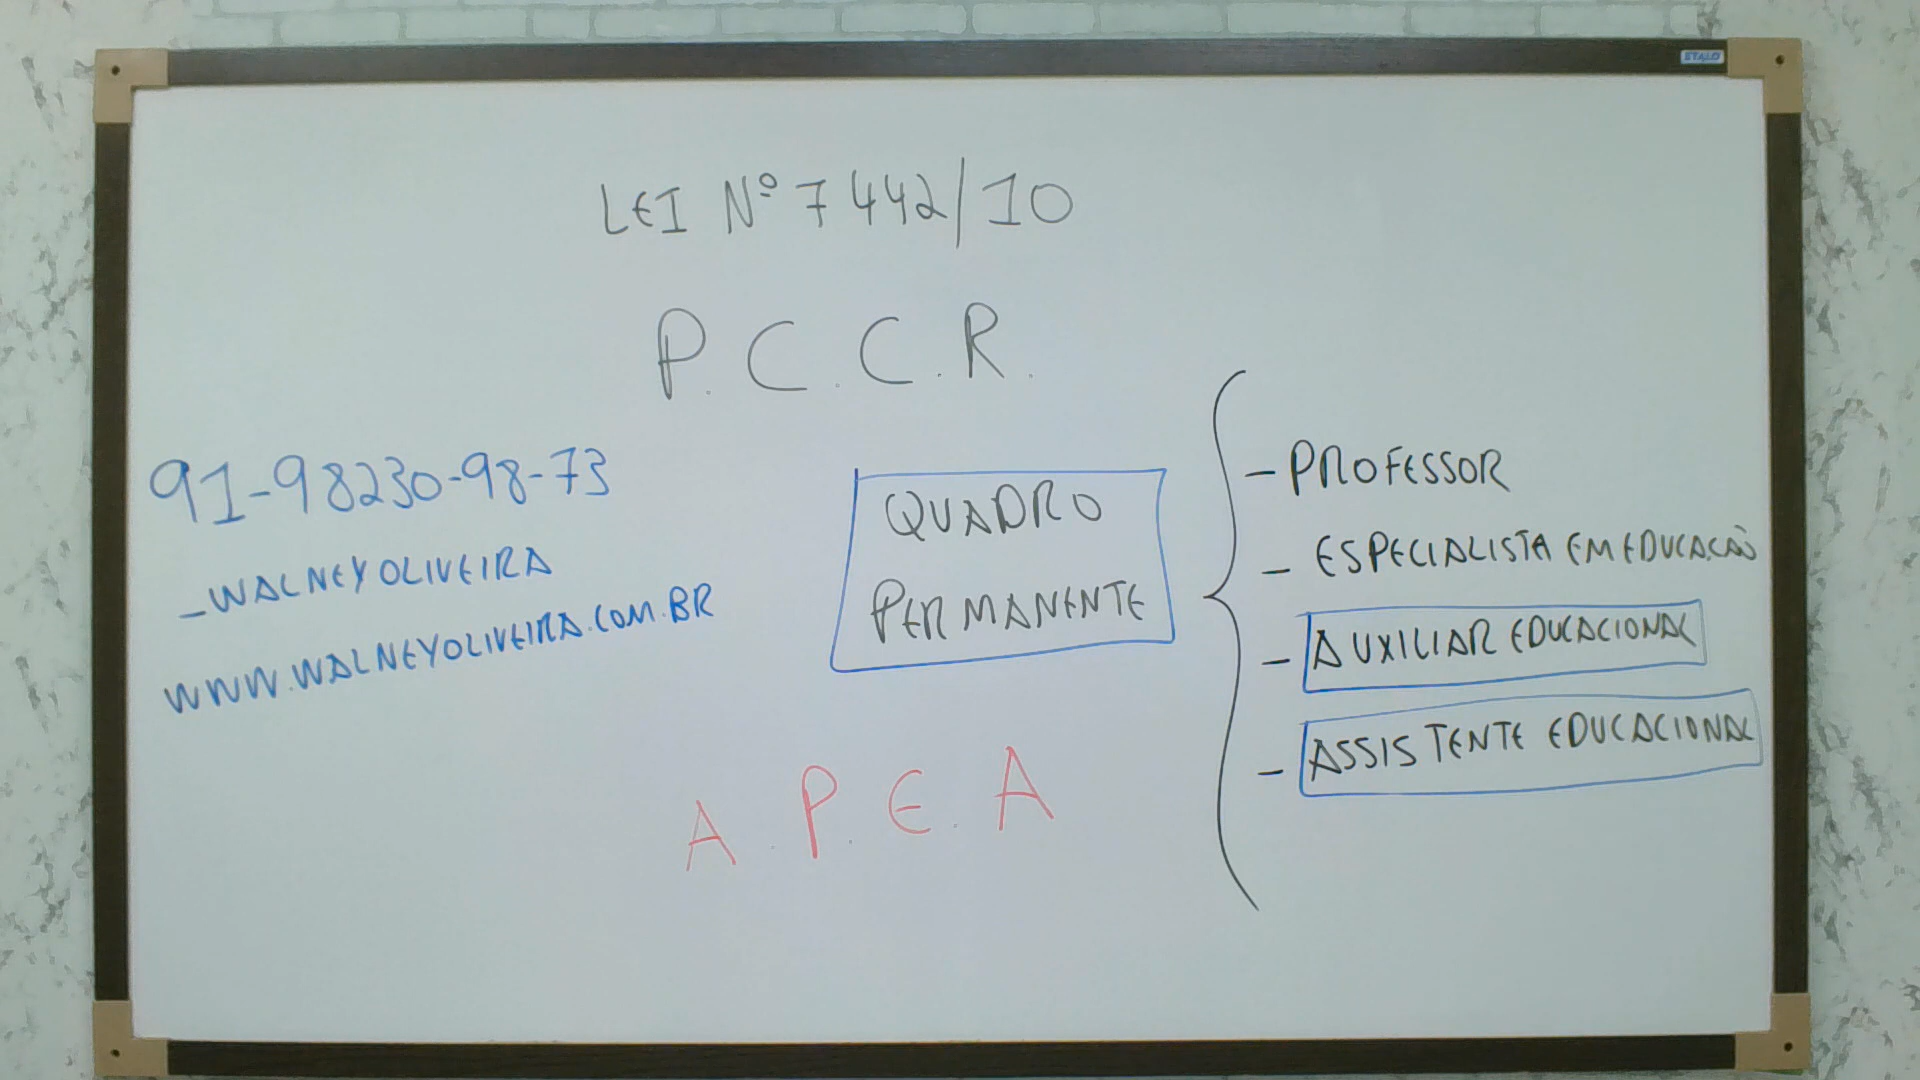 STALO
LEI Nº 7442/10
P.C.C.R.
91-98230-98-73
_WALNEYOLIVEIRA
WWW.WALNEYOLIVEIRA.COM.BR
QUADRO
PERMANENTE
- PROFESSOR
- ESPECIALISTA EM EDUCAÇÃO
- AUXILIAR EDUCACIONAL
- ASSISTENTE EDUCACIONAL
A.P.E.A